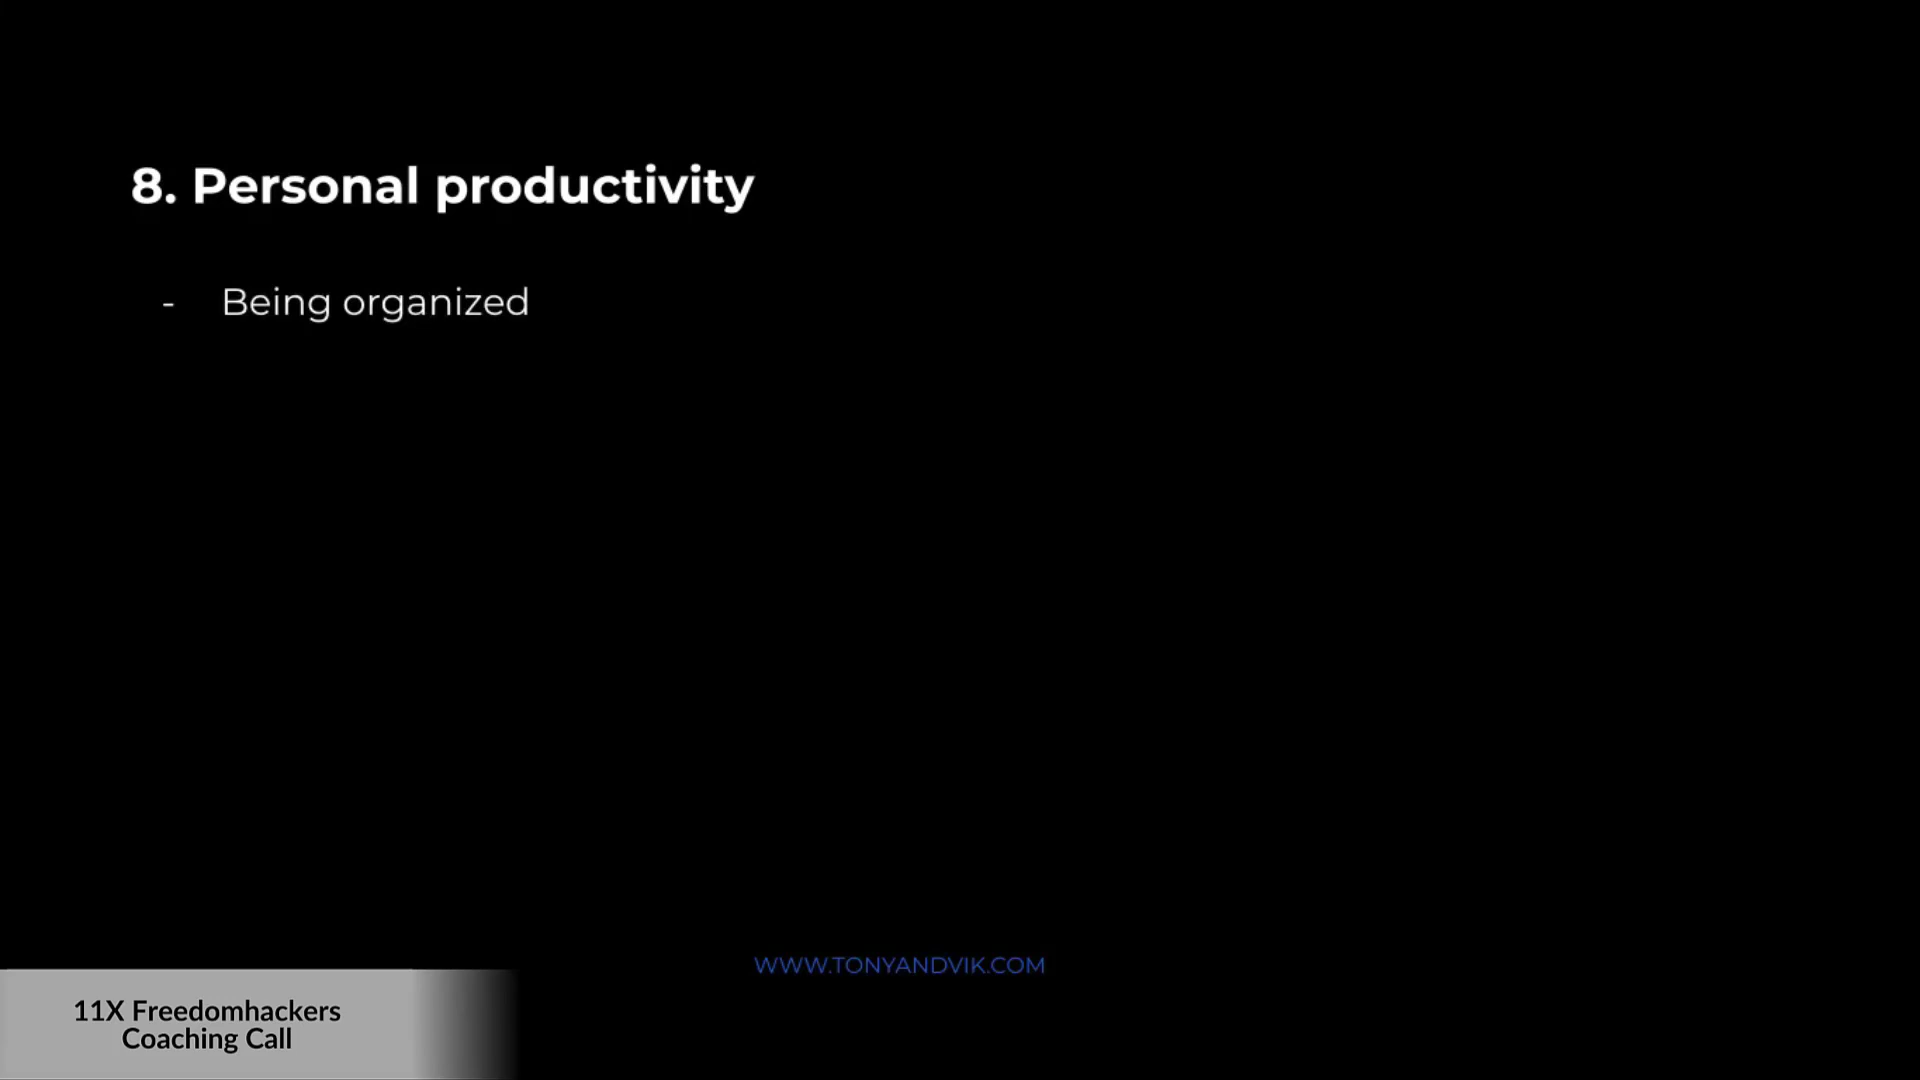 8. Personal productivity
- Being organized
WWW.TONYANDVIK.COM
11X Freedomhackers
Coaching Call